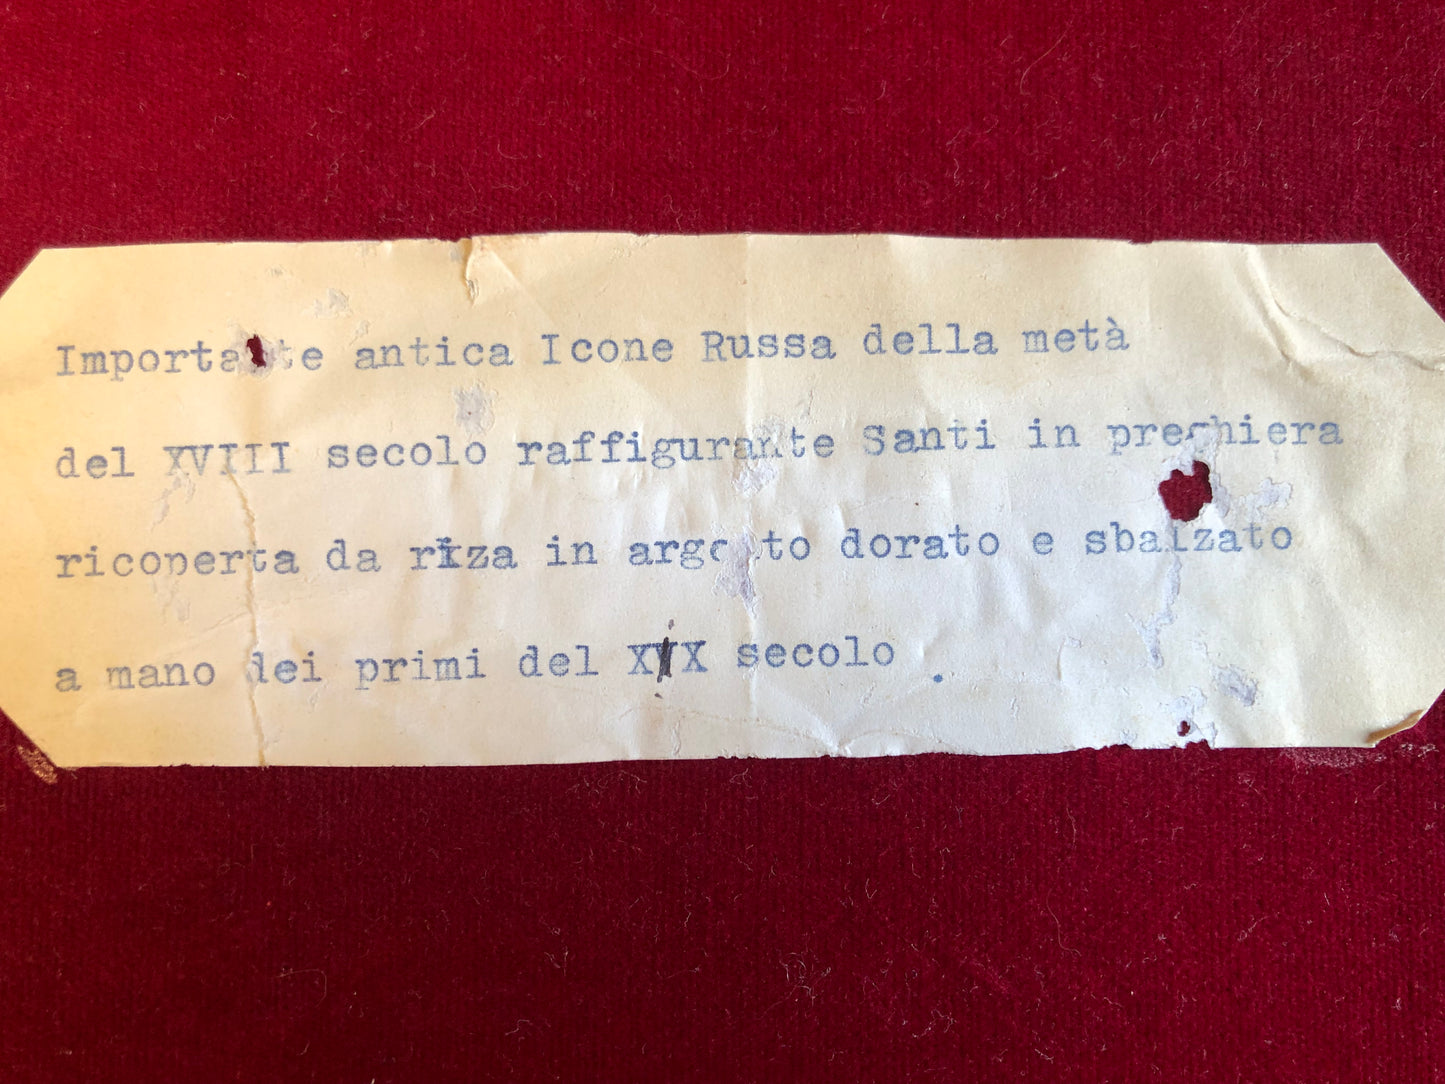 Importante antica Icone Russa della metà
del XVIII secolo raffigurante Santi in preghiera
ricoperta da riza in argento dorato e sbalzato
a mano dei primi del XIX secolo .